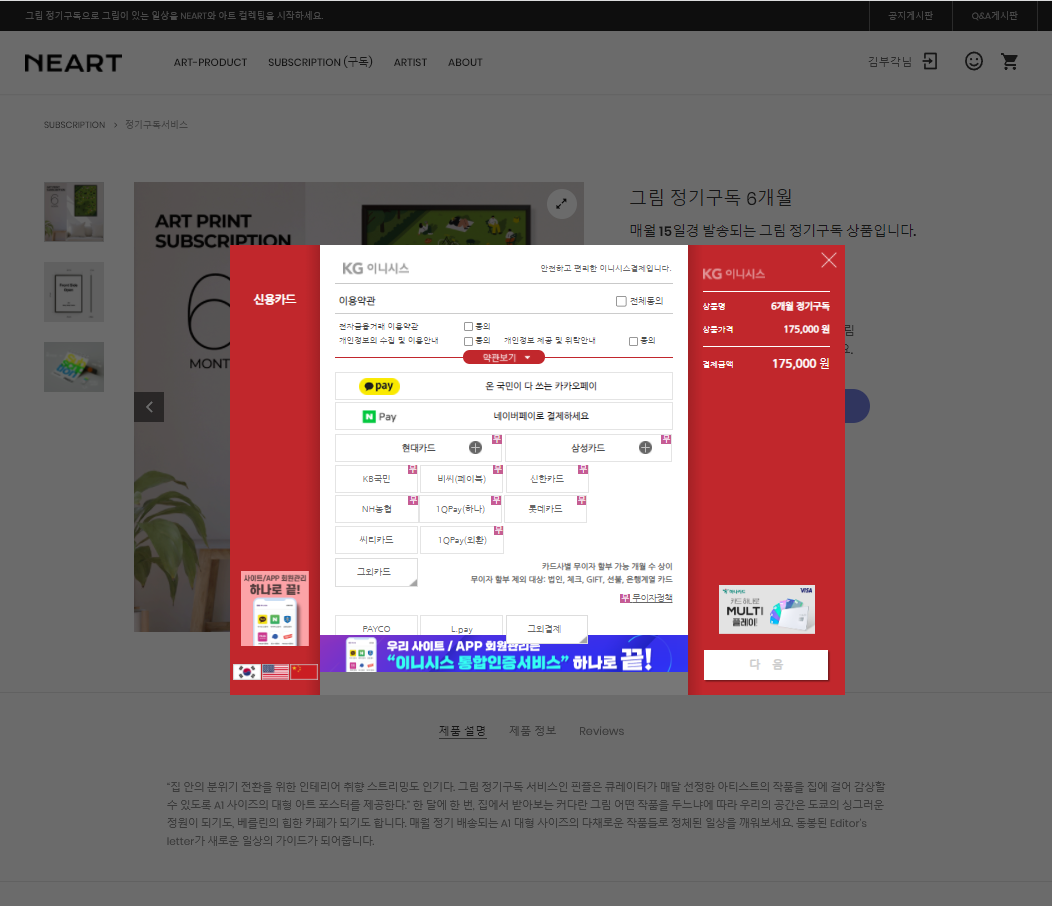 그림 정기구독으로 그림이 있는 일상을 NEART와 아트 컬렉팅을 시작하세요.
공지게시판
Q&A게시판
NEART
ART-PRODUCT
SUBSCRIPTION (구독)
ARTIST
ABOUT
김부각님
SUBSCRIPTION > 정기구독서비스
그림 정기구독 6개월
매월 15일경 발송되는 그림 정기구독 상품입니다.
ART PRINT
SUBSCRIPTION
6
MONT
신용카드
KG 이니시스
안전하고 편리한 이니시스결제입니다.
이용약관
전체동의
전자금융거래 이용약관
동의
개인정보의 수집 및 이용안내
동의
개인정보 제공 및 위탁안내
동의
약관보기
pay
온 국민이 다 쓰는 카카오페이
N Pay
네이버페이로 결제하세요
현대카드
무
삼성카드
무
KB국민
무
비씨(페이북)
무
신한카드
무
NH농협
무
1QPay(하나)
무
롯데카드
무
씨티카드
1QPay(외환)
무
그외카드
카드사별 무이자 할부 가능 개월 수 상이
무이자 할부 제외 대상: 법인, 체크, GIFT, 선불, 은행계열 카드
무 무이자정책
PAYCO
L.pay
그외결제
우리 사이트 / APP 회원관리는
“이니시스 통합인증서비스” 하나로 끝!
사이트/APP 회원관리
하나로 끝!
KG 이니시스
상품명
6개월 정기구독
상품가격
175,000 원
결제금액
175,000 원
림
요.
하나카드
VISA
카드 하나로
MULTI
플레이!
다 음
제품 설명
제품 정보
Reviews
“집 안의 분위기 전환을 위한 인테리어 취향 스트리밍도 인기다. 그림 정기구독 서비스인 핀즐은 큐레이터가 매달 선정한 아티스트의 작품을 집에 걸어 감상할
수 있도록 A1 사이즈의 대형 아트 포스터를 제공한다.” 한 달에 한 번, 집에서 받아보는 커다란 그림 어떤 작품을 두느냐에 따라 우리의 공간은 도쿄의 싱그러운
정원이 되기도, 베를린의 힙한 카페가 되기도 합니다. 매월 정기 배송되는 A1 대형 사이즈의 다채로운 작품들로 정체된 일상을 깨워보세요. 동봉된 Editor's
letter가 새로운 일상의 가이드가 되어줍니다.